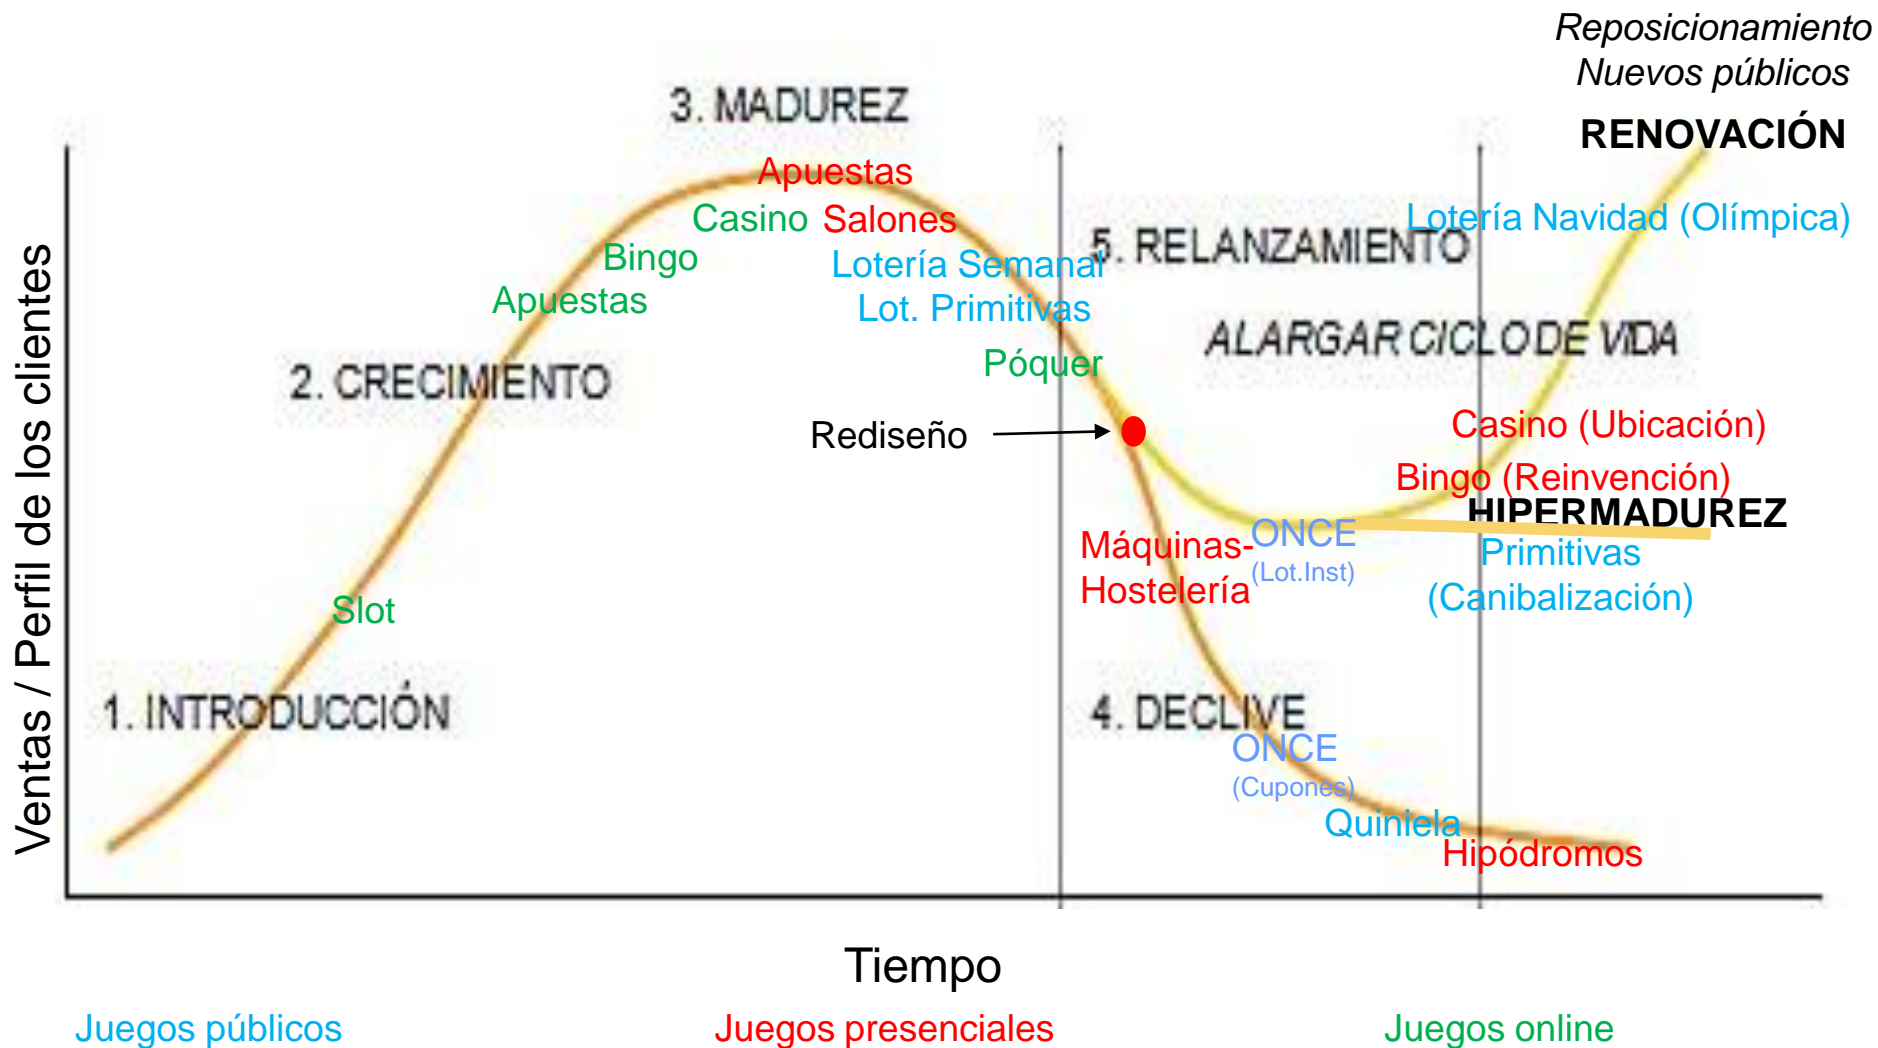 Reposicionamiento
Nuevos públicos
RENOVACIÓN
3. MADUREZ
Apuestas
Casino
Salones
Lotería Navidad (Olímpica)
Bingo
Lotería Semanal
5. RELANZAMIENTO
Apuestas
Lot. Primitivas
ALARGAR CICLO DE VIDA
Póquer
2. CRECIMIENTO
Rediseño
Casino (Ubicación)
Bingo (Reinvención)
HIPERMADUREZ
Máquinas-
Hostelería
ONCE
(Lot.Inst)
Primitivas
(Canibalización)
Slot
1. INTRODUCCIÓN
4. DECLIVE
ONCE
(Cupones)
Quiniela
Hipódromos
Ventas / Perfil de los clientes
Tiempo
Juegos públicos
Juegos presenciales
Juegos online